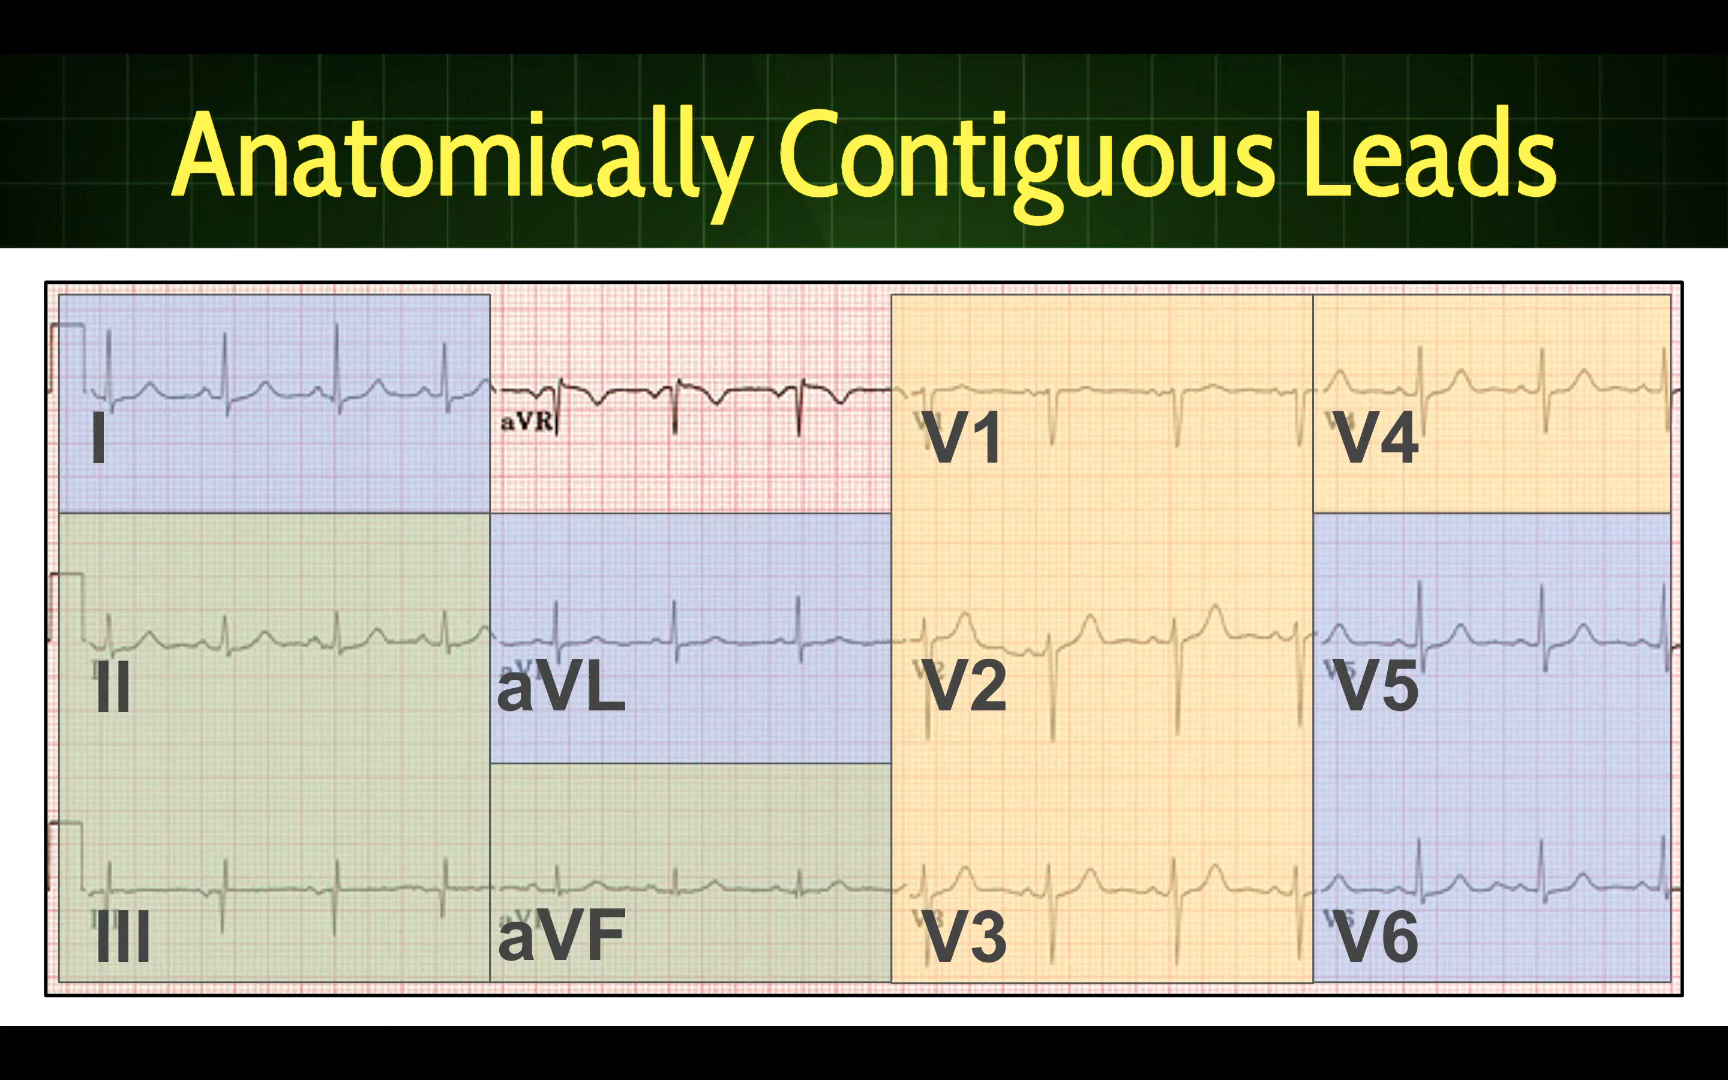 Anatomically Contiguous Leads
I aVR V1 V4
II aVL V2 V5
III aVF V3 V6